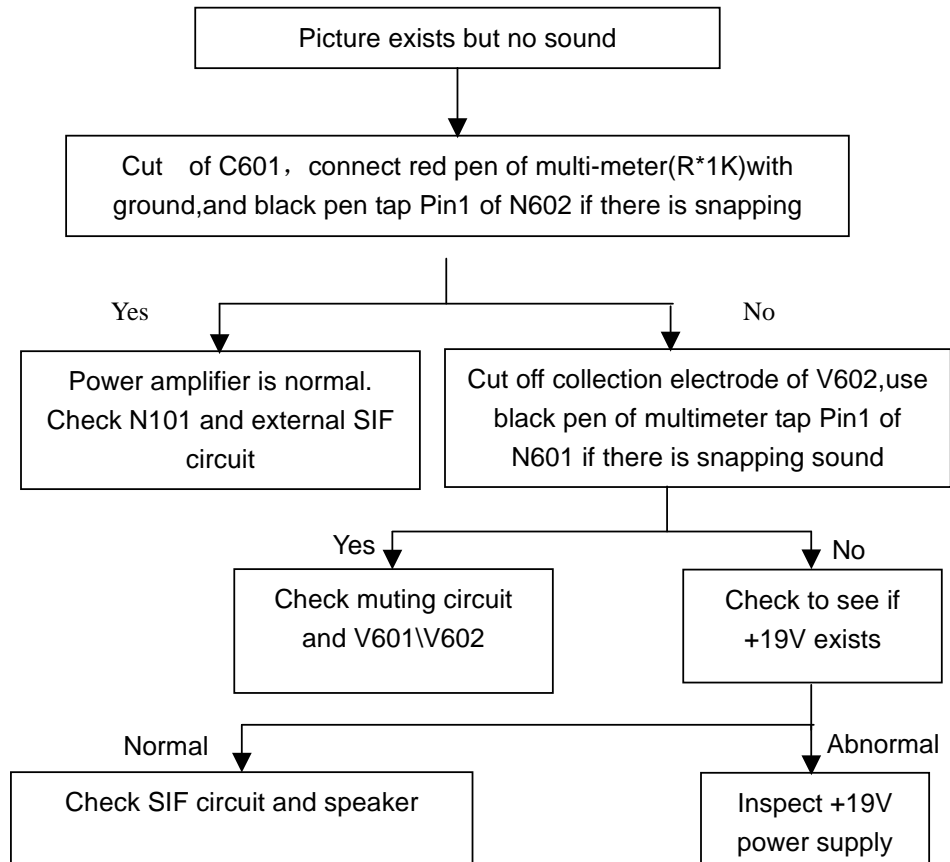 Picture exists but no sound
Cut of C601，connect red pen of multi-meter(R*1K)with
ground,and black pen tap Pin1 of N602 if there is snapping
Yes
No
Power amplifier is normal.
Check N101 and external SIF
circuit
Cut off collection electrode of V602,use
black pen of multimeter tap Pin1 of
N601 if there is snapping sound
Yes
No
Check muting circuit
and V601\V602
Check to see if
+19V exists
Normal
Abnormal
Check SIF circuit and speaker
Inspect +19V
power supply